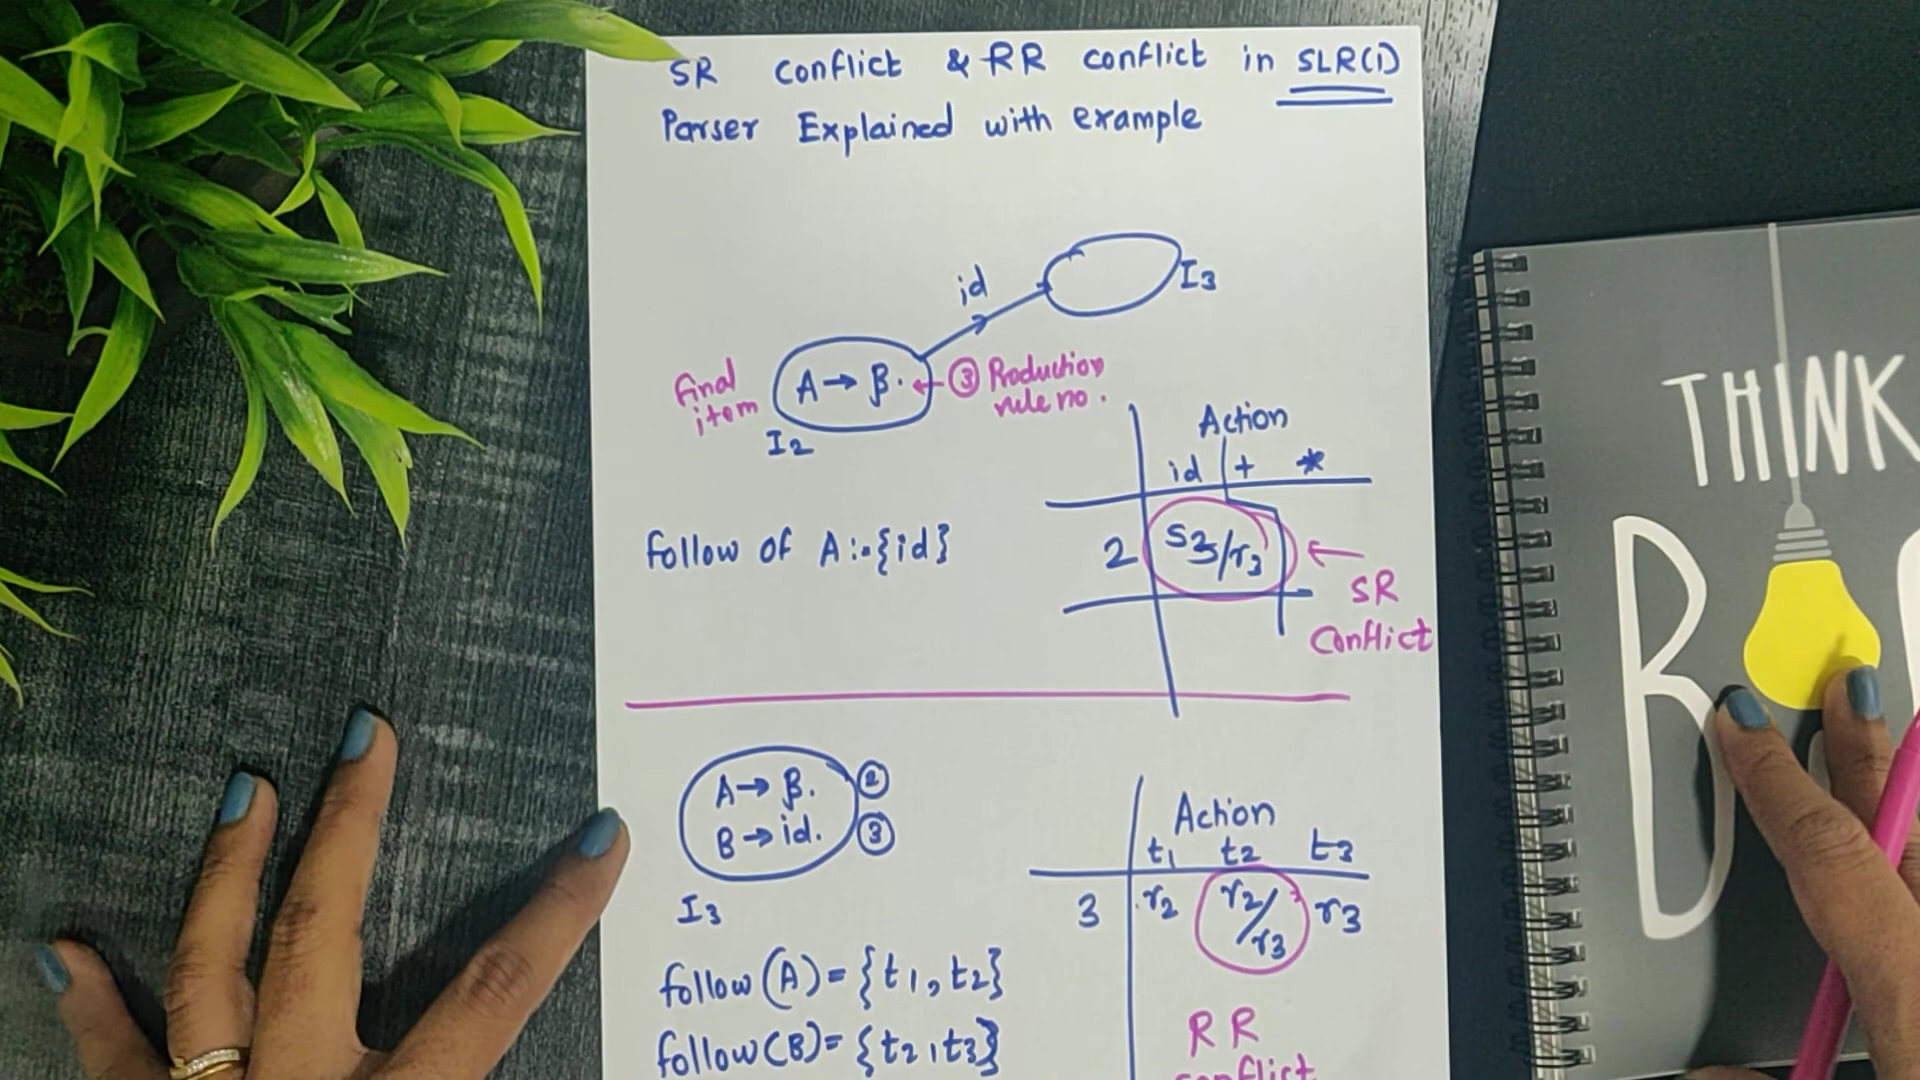 SR conflict & RR conflict in SLR(1)
Parser Explained with example
id
I3
final
item
A → β.
← ③ Production
rule no.
I2
Action
id + *
follow of A :- {id}
2 S3/r3
←
SR
Conflict
A → β. ②
B → id. ③
I3
Action
t1 t2 t3
3 r2 r2/r3 r3
follow(A) = {t1, t2}
follow(B) = {t2, t3}
RR
conflict
THINK